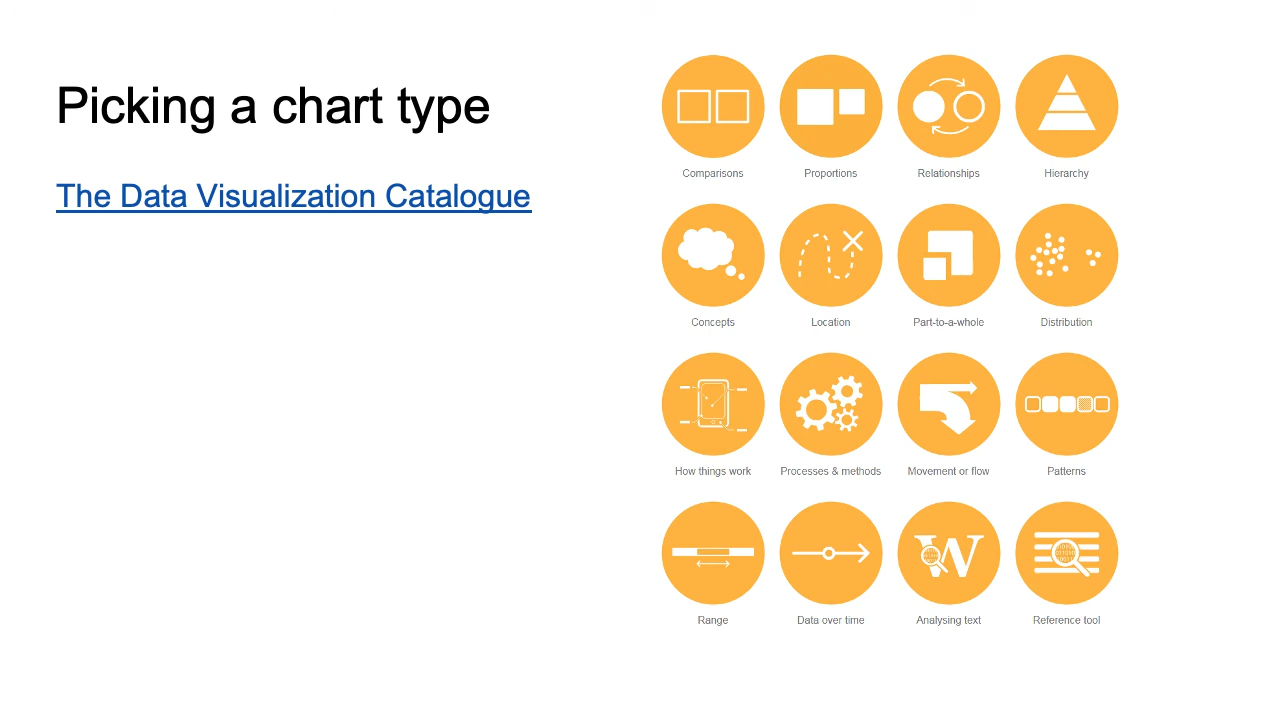 Picking a chart type
The Data Visualization Catalogue
Comparisons
Proportions
Relationships
Hierarchy
Concepts
Location
Part-to-a-whole
Distribution
How things work
Processes & methods
Movement or flow
Patterns
Range
Data over time
W
Analysing text
Reference tool